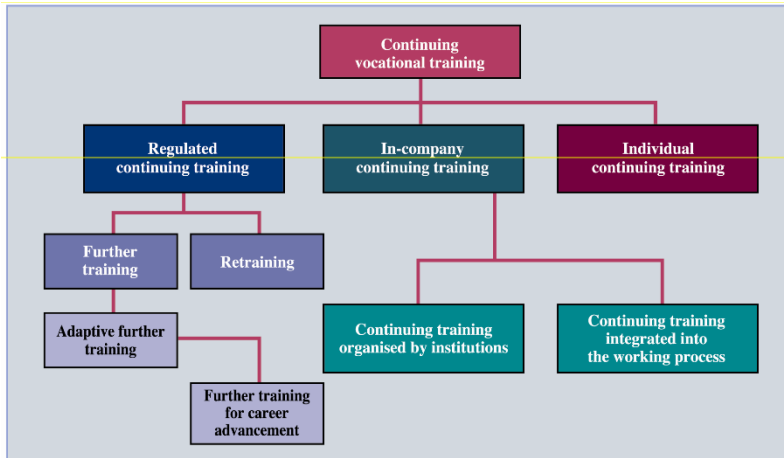 Continuing
vocational training
Regulated
continuing training
In-company
continuing training
Individual
continuing training
Further
training
Retraining
Adaptive further
training
Continuing training
organised by institutions
Continuing training
integrated into
the working process
Further training
for career
advancement